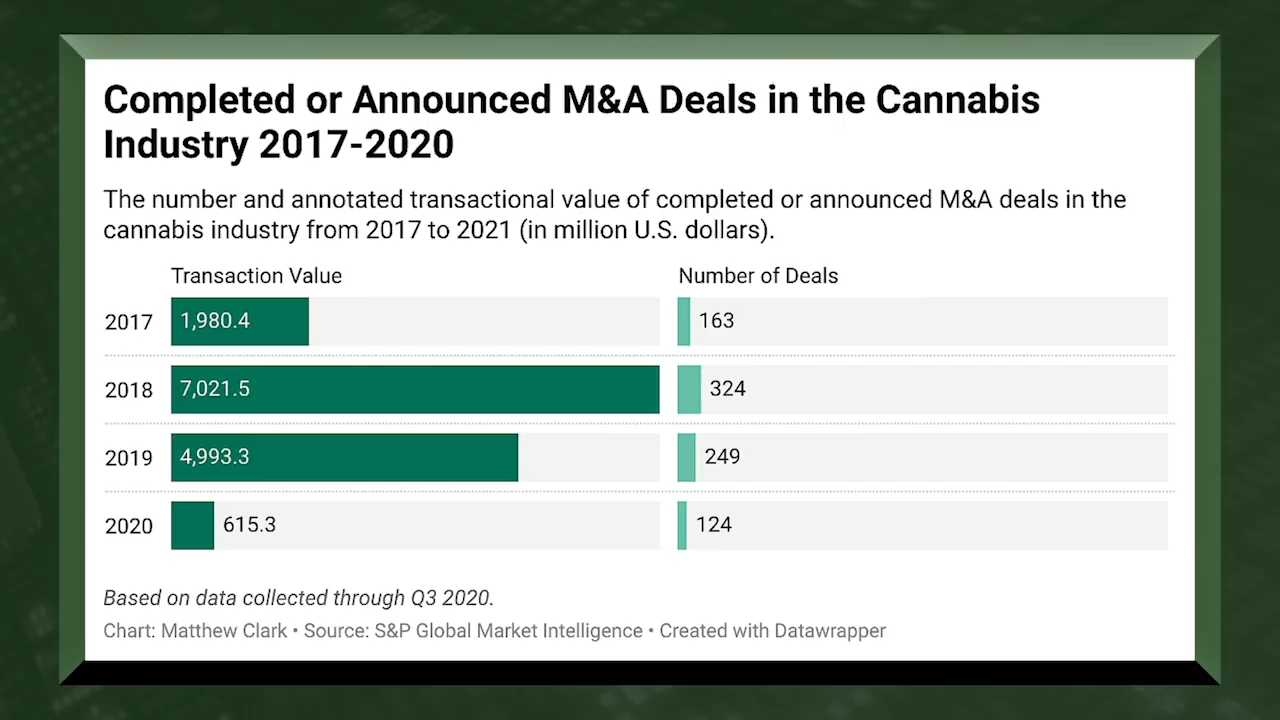 Completed or Announced M&A Deals in the Cannabis
Industry 2017-2020
The number and annotated transactional value of completed or announced M&A deals in the
cannabis industry from 2017 to 2021 (in million U.S. dollars).
Transaction Value Number of Deals
2017 1,980.4 163
2018 7,021.5 324
2019 4,993.3 249
2020 615.3 124
Based on data collected through Q3 2020.
Chart: Matthew Clark • Source: S&P Global Market Intelligence • Created with Datawrapper